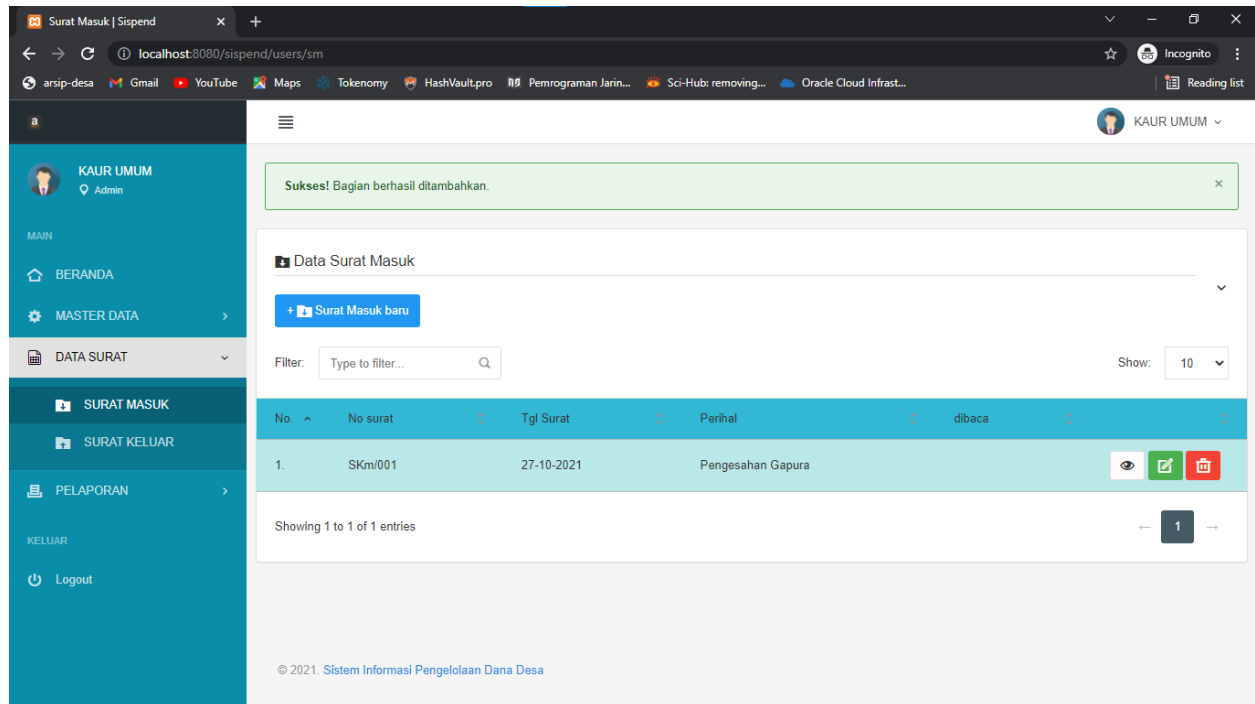 Surat Masuk | Sispend
localhost:8080/sispend/users/sm
Incognito
arsip-desa Gmail YouTube Maps Tokenomy HashVault.pro Pemrograman Jarin... Sci-Hub: removing... Oracle Cloud Infrast... Reading list
a
KAUR UMUM
KAUR UMUM
Admin
Sukses! Bagian berhasil ditambahkan. ×
MAIN
BERANDA
MASTER DATA
DATA SURAT
SURAT MASUK
SURAT KELUAR
PELAPORAN
KELUAR
Logout
Data Surat Masuk
+ Surat Masuk baru
Filter: Type to filter... Show: 10
No. No surat Tgl Surat Perihal dibaca
1. SKm/001 27-10-2021 Pengesahan Gapura
Showing 1 to 1 of 1 entries ← 1 →
© 2021. Sistem Informasi Pengelolaan Dana Desa